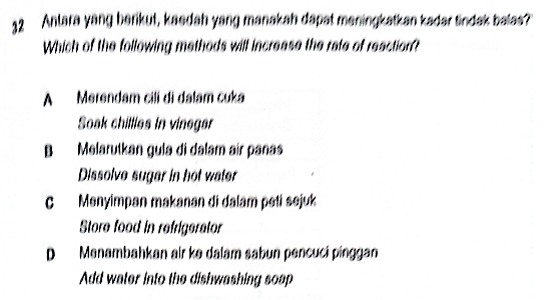 32 Antara yang berikut, kaedah yang manakah dapat meningkatkan kadar tindak balas?
Which of the following methods will increase the rate of reaction?
A Merendam cili di dalam cuka
Soak chillies in vinegar
B Melarutkan gula di dalam air panas
Dissolve sugar in hot water
C Menyimpan makanan di dalam peti sejuk
Store food in refrigerator
D Menambahkan air ke dalam sabun pencuci pinggan
Add water into the dishwashing soap